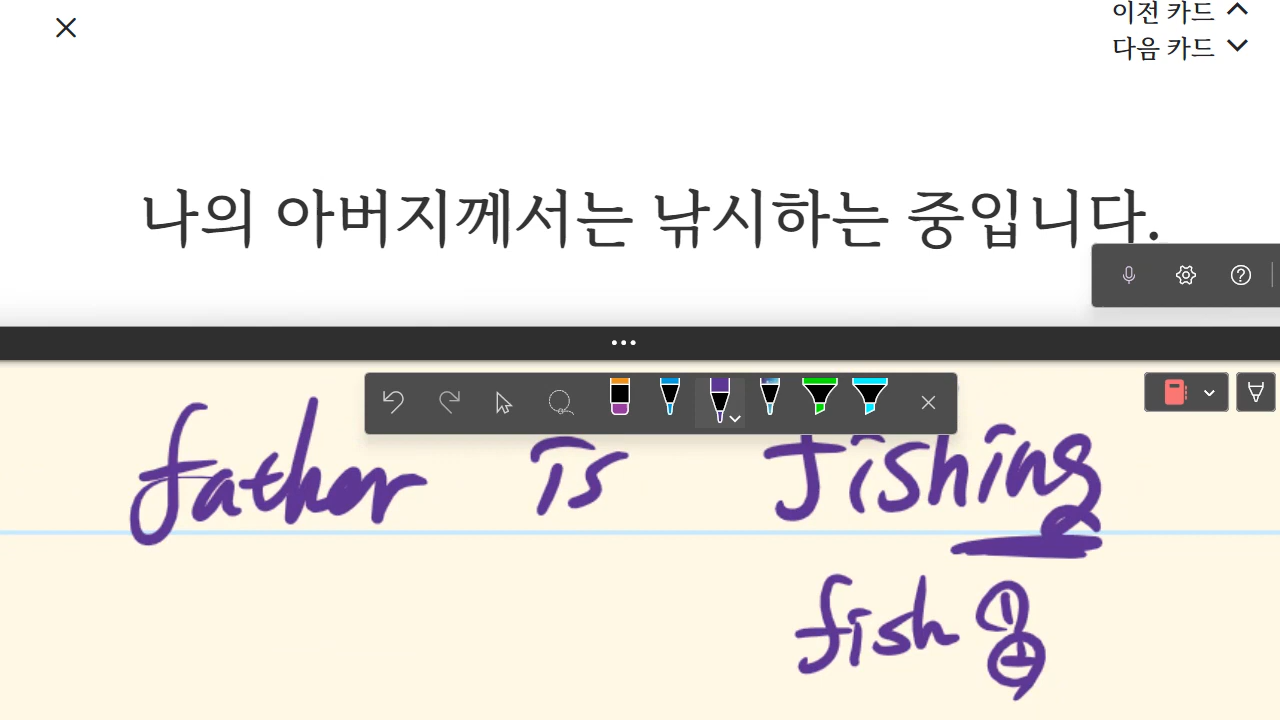 이전 카드
다음 카드
나의 아버지께서는 낚시하는 중입니다.
father is fishing
fish